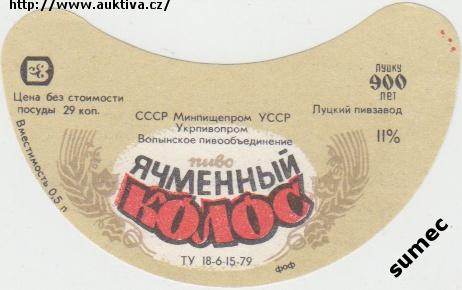 http://www.auktiva.cz/
Цена без стоимости
посуды 29 коп.
Вместимость 0,5 л
СССР Минпищепром УССР
Укрпивопром
Волынское пивообъединение
ЛУЦКУ
900
ЛЕТ
Луцкий пивзавод
11%
пиво
ЯЧМЕННЫЙ
КОЛОС
ТУ 18-6-15-79
фоф
sumec